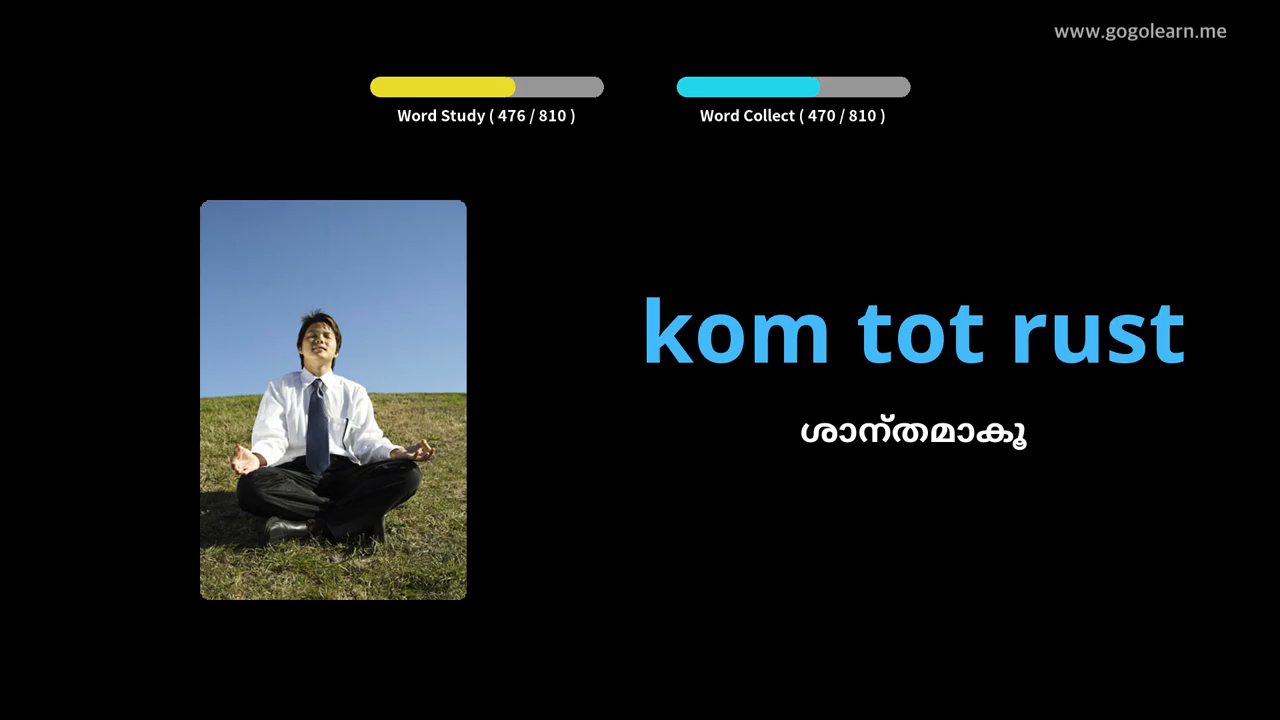 www.gogolearn.me
Word Study ( 476 / 810 )
Word Collect ( 470 / 810 )
kom tot rust
ശാന്തമാകൂ